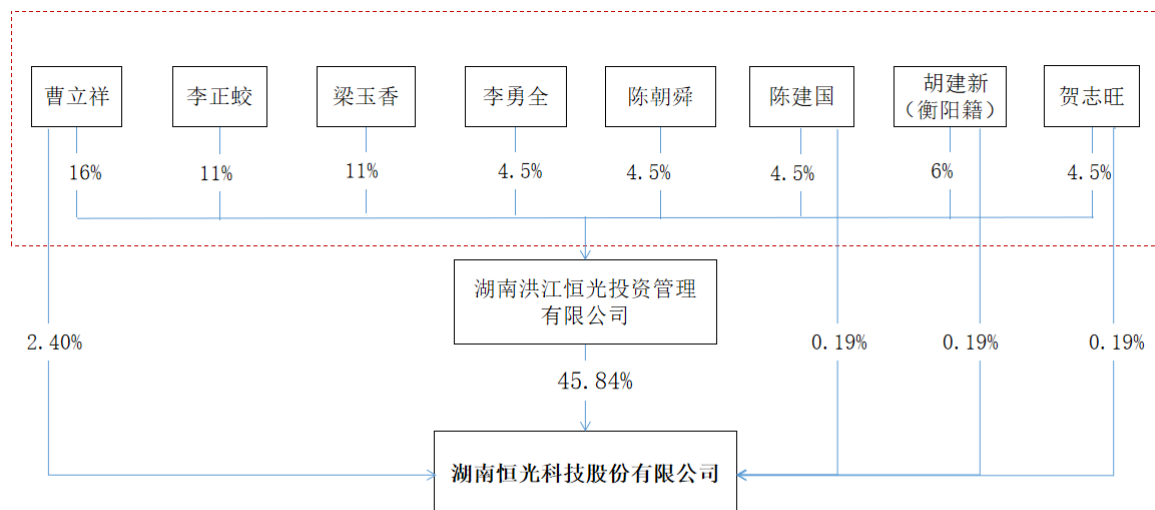 曹立祥
李正蛟
梁玉香
李勇全
陈朝舜
陈建国
胡建新
（衡阳籍）
贺志旺
16%
11%
11%
4.5%
4.5%
4.5%
6%
4.5%
湖南洪江恒光投资管理
有限公司
2.40%
0.19%
0.19%
0.19%
45.84%
湖南恒光科技股份有限公司